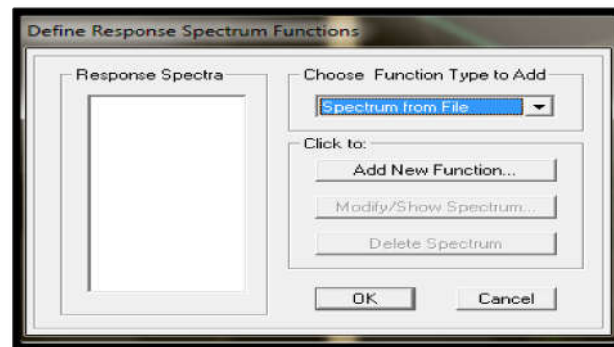 Define Response Spectrum Functions
Response Spectra
Choose Function Type to Add
Spectrum from File
Click to:
Add New Function...
Modify/Show Spectrum...
Delete Spectrum
OK
Cancel